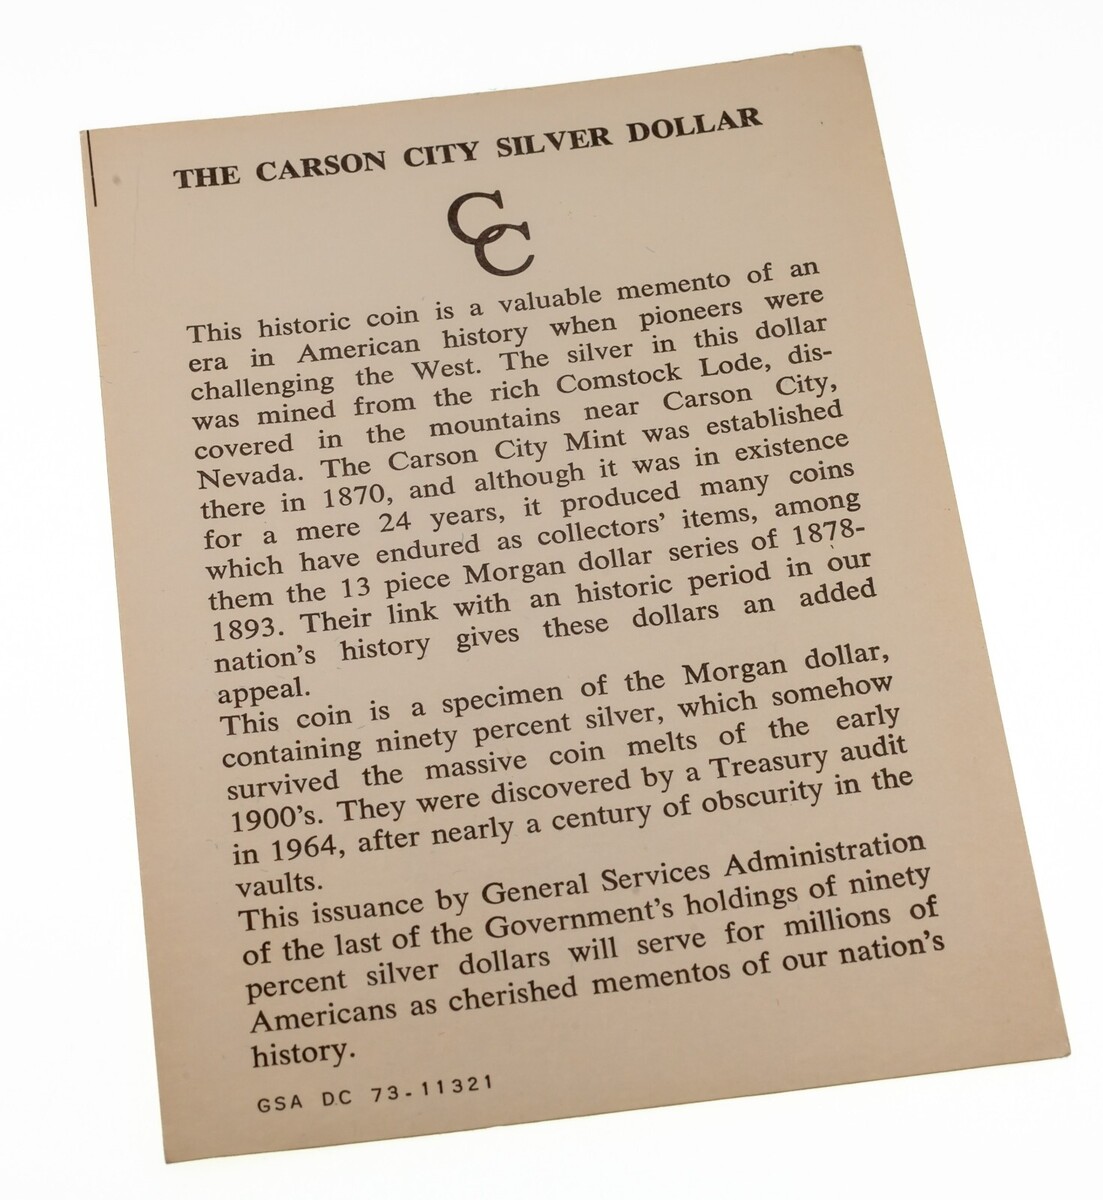 THE CARSON CITY SILVER DOLLAR
CC
This historic coin is a valuable memento of an
era in American history when pioneers were
challenging the West. The silver in this dollar
was mined from the rich Comstock Lode, dis-
covered in the mountains near Carson City,
Nevada. The Carson City Mint was established
there in 1870, and although it was in existence
for a mere 24 years, it produced many coins
which have endured as collectors' items, among
them the 13 piece Morgan dollar series of 1878-
1893. Their link with an historic period in our
nation's history gives these dollars an added
appeal.
This coin is a specimen of the Morgan dollar,
containing ninety percent silver, which somehow
survived the massive coin melts of the early
1900's. They were discovered by a Treasury audit
in 1964, after nearly a century of obscurity in the
vaults.
This issuance by General Services Administration
of the last of the Government's holdings of ninety
percent silver dollars will serve for millions of
Americans as cherished mementos of our nation's
history.
GSA DC 73-11321